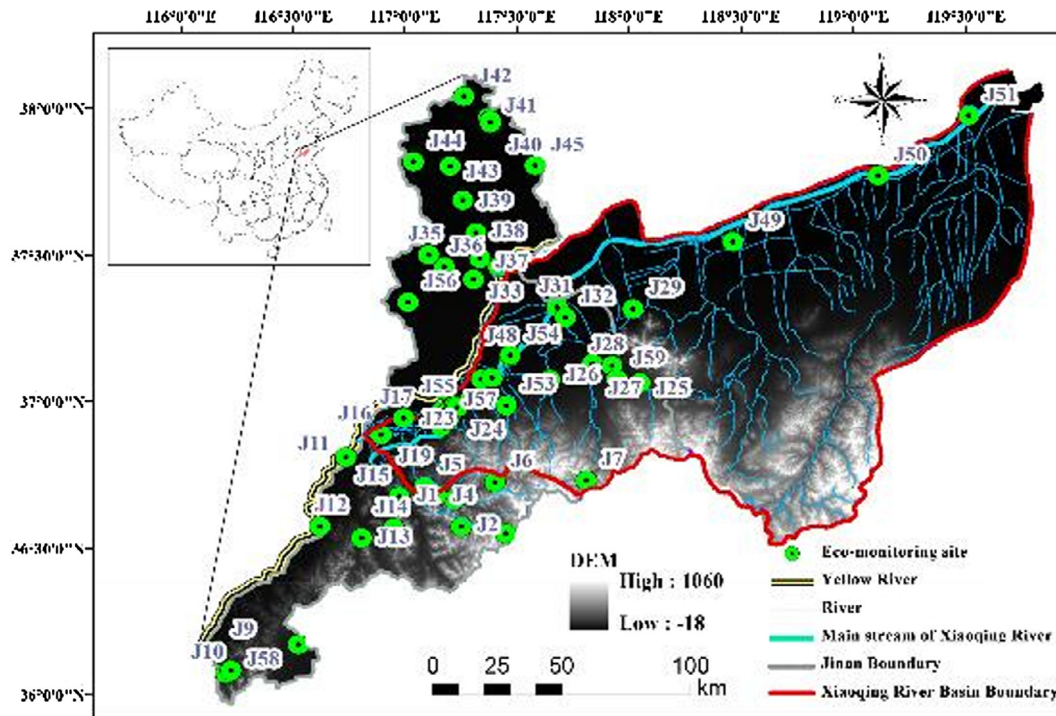 116°0'0"E 116°30'0"E 117°0'0"E 117°30'0"E 118°0'0"E 118°30'0"E 119°0'0"E 119°30'0"E
38°0'0"N
37°30'0"N
37°0'0"N
36°30'0"N
36°0'0"N
J42
J41
J51
J44
J40
J45
J43
J50
J39
J38
J49
J35
J36
J37
J56
J33
J31
J32
J29
J48
J54
J28
J59
J55
J53
J26
J27
J25
J17
J57
J16
J23
J24
J11
J19
J5
J6
J7
J15
J1
J4
J12
J14
J2
J13
J9
J10
J58
DEM
High : 1060
Low : -18
0 25 50 100
km
Eco-monitoring site
Yellow River
River
Main stream of Xiaoqing River
Jinan Boundary
Xiaoqing River Basin Boundary